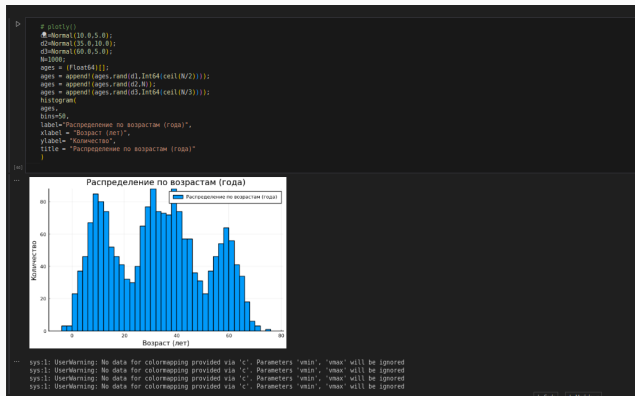 # plotly()
d1=Normal(10.0,5.0);
d2=Normal(35.0,10.0);
d3=Normal(60.0,5.0);
N=1000;
ages = (Float64)[];
ages = append!(ages,rand(d1,Int64(ceil(N/2))));
ages = append!(ages,rand(d2,N));
ages = append!(ages,rand(d3,Int64(ceil(N/3))));
histogram(
ages,
bins=50,
label="Распределение по возрастам (года)",
xlabel = "Возраст (лет)",
ylabel= "Количество",
title = "Распределение по возрастам (года)"
)
Распределение по возрастам (года)
Распределение по возрастам (года)
80
60
40
20
0
Количество
0 20 40 60 80
Возраст (лет)
sys:1: UserWarning: No data for colormapping provided via 'c'. Parameters 'vmin', 'vmax' will be ignored
sys:1: UserWarning: No data for colormapping provided via 'c'. Parameters 'vmin', 'vmax' will be ignored
sys:1: UserWarning: No data for colormapping provided via 'c'. Parameters 'vmin', 'vmax' will be ignored
sys:1: UserWarning: No data for colormapping provided via 'c'. Parameters 'vmin', 'vmax' will be ignored